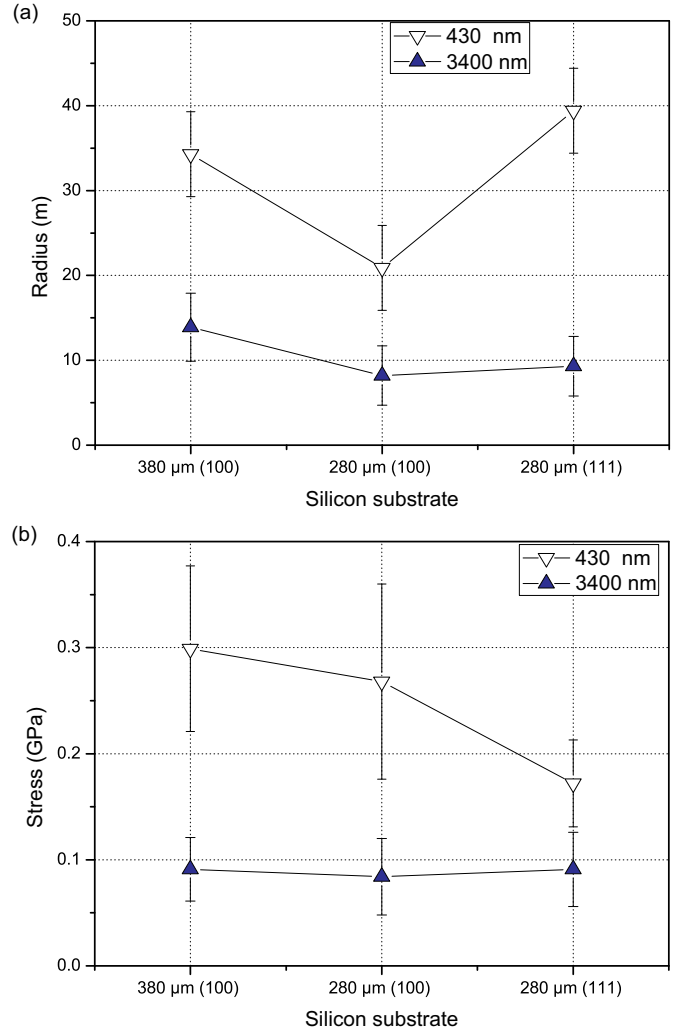 (a)
50
40
30
20
10
0
Radius (m)
430 nm
3400 nm
380 µm (100) 280 µm (100) 280 µm (111)
Silicon substrate
(b)
0.4
0.3
0.2
0.1
0.0
Stress (GPa)
430 nm
3400 nm
380 µm (100) 280 µm (100) 280 µm (111)
Silicon substrate